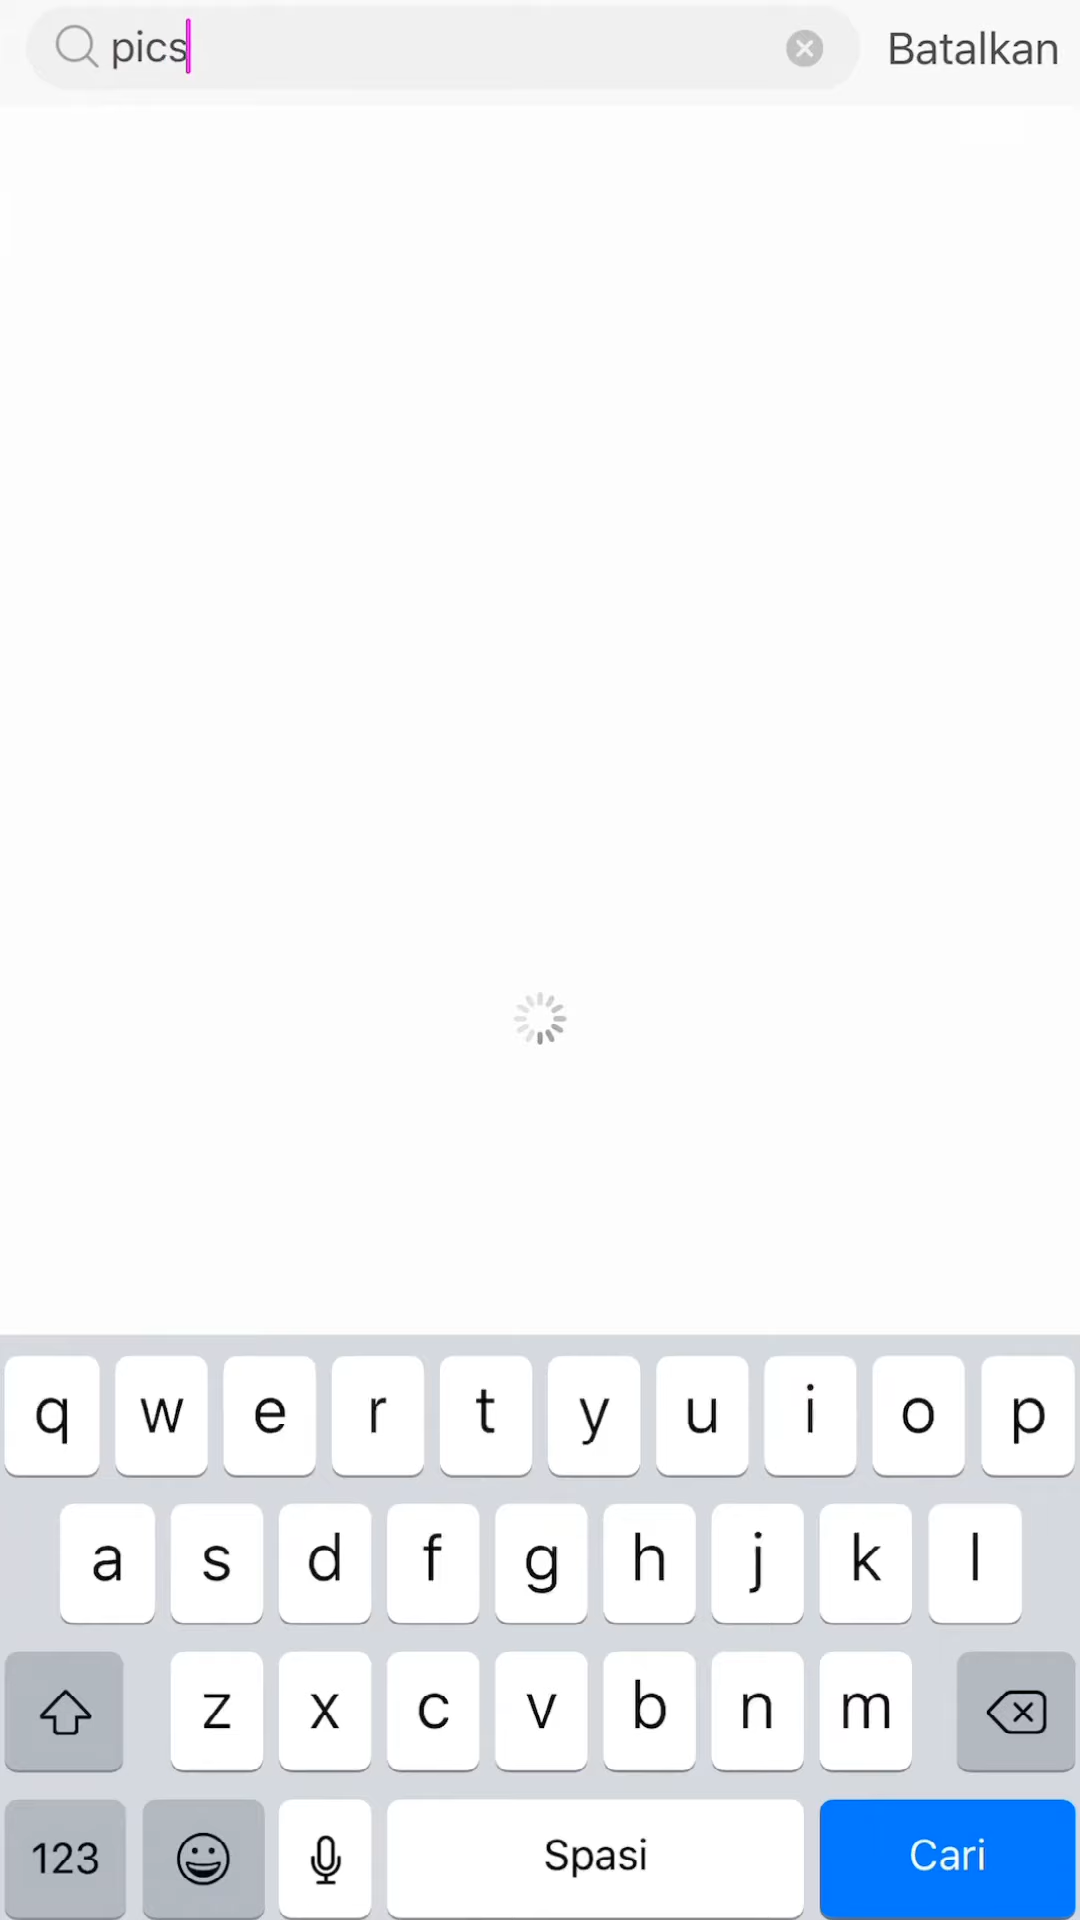 pics
Batalkan
q w e r t y u i o p
a s d f g h j k l
z x c v b n m
123 Spasi Cari